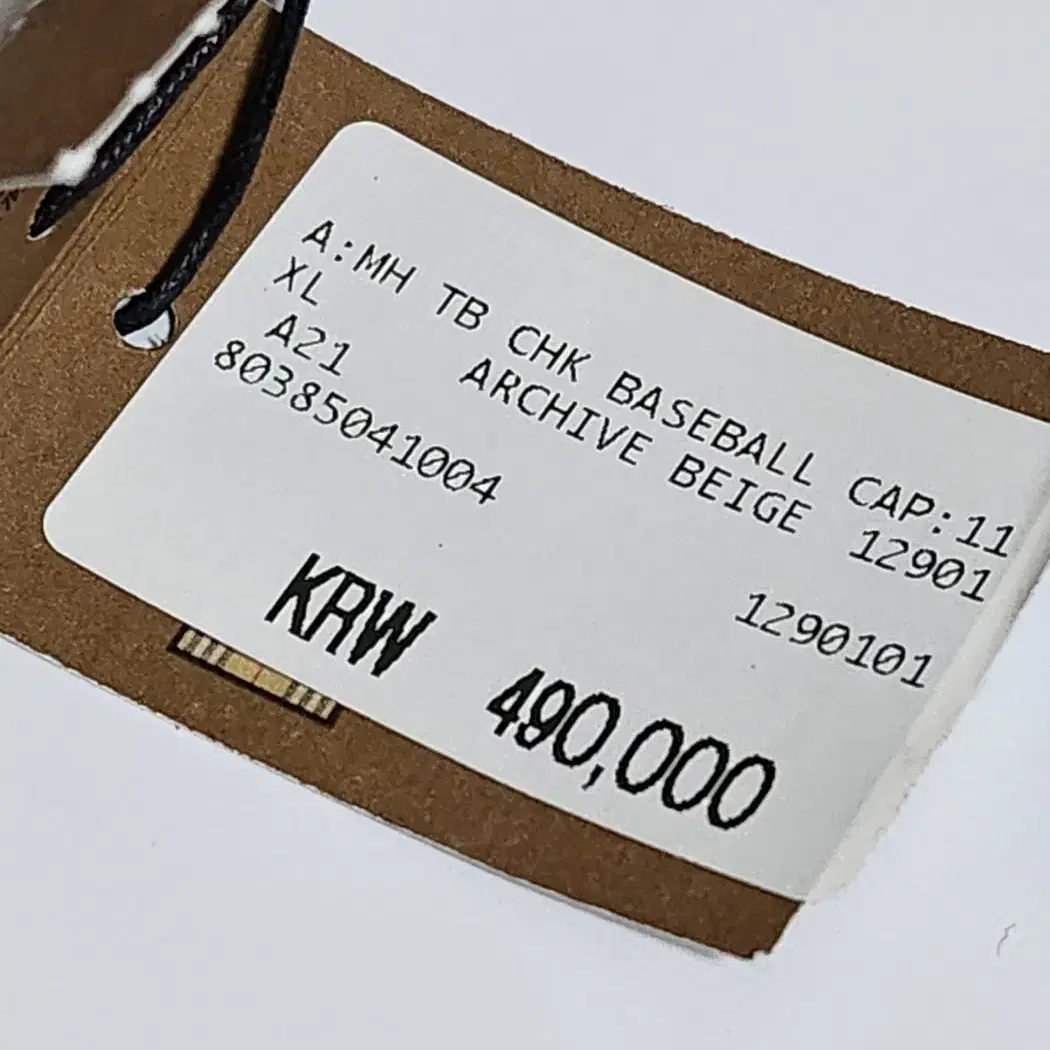 A:MH TB CHK BASEBALL CAP:11
XL ARCHIVE BEIGE 12901
A21
80385041004 1290101
KRW 490,000